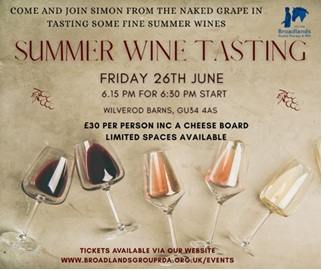 COME AND JOIN SIMON FROM THE NAKED GRAPE IN
TASTING SOME FINE SUMMER WINES
Broadlands
SUMMER WINE TASTING
FRIDAY 26TH JUNE
6.15 PM FOR 6:30 PM START
WILVEROD BARNS, GU34 4AS
£30 PER PERSON INC A CHEESE BOARD
LIMITED SPACES AVAILABLE
TICKETS AVAILABLE VIA OUR WEBSITE
WWW.BROADLANDSGROUPRDA.ORG.UK/EVENTS